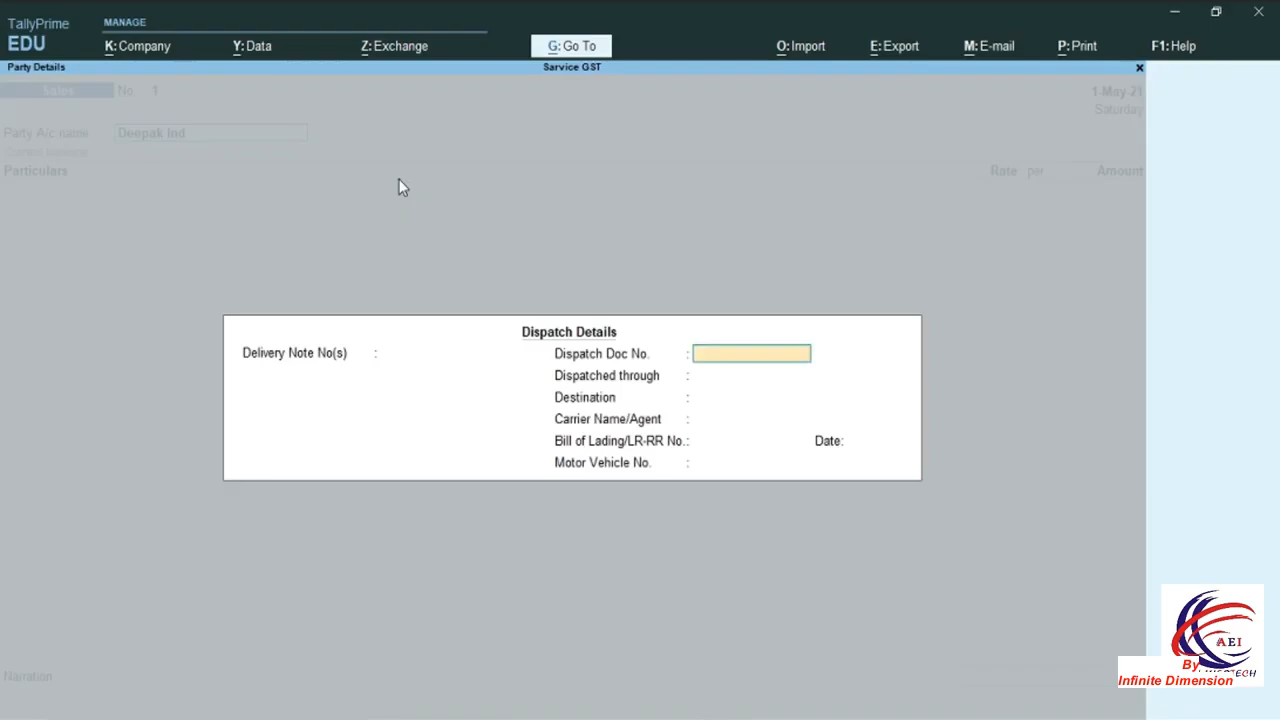 TallyPrime
EDU
MANAGE
K: Company Y: Data Z: Exchange G: Go To O: Import E: Export M: E-mail P: Print F1: Help
Party Details Sarvice GST x
Sales No. 1 1-May-21
Saturday
Party A/c name Deepak Ind
Current balance
Particulars Rate per Amount
Dispatch Details
Delivery Note No(s) :
Dispatch Doc No. :
Dispatched through :
Destination :
Carrier Name/Agent :
Bill of Lading/LR-RR No.: Date:
Motor Vehicle No. :
Narration
AEI
By
Infinite Dimension